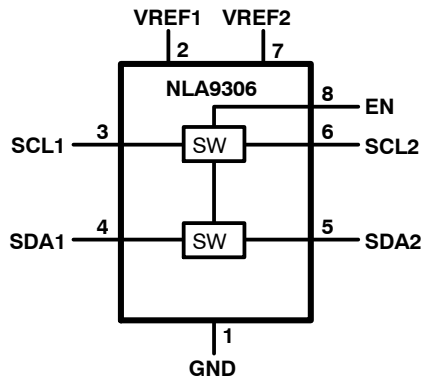 VREF1 VREF2
2 7
NLA9306
8 EN
SCL1 3 SW 6 SCL2
SDA1 4 SW 5 SDA2
1
GND